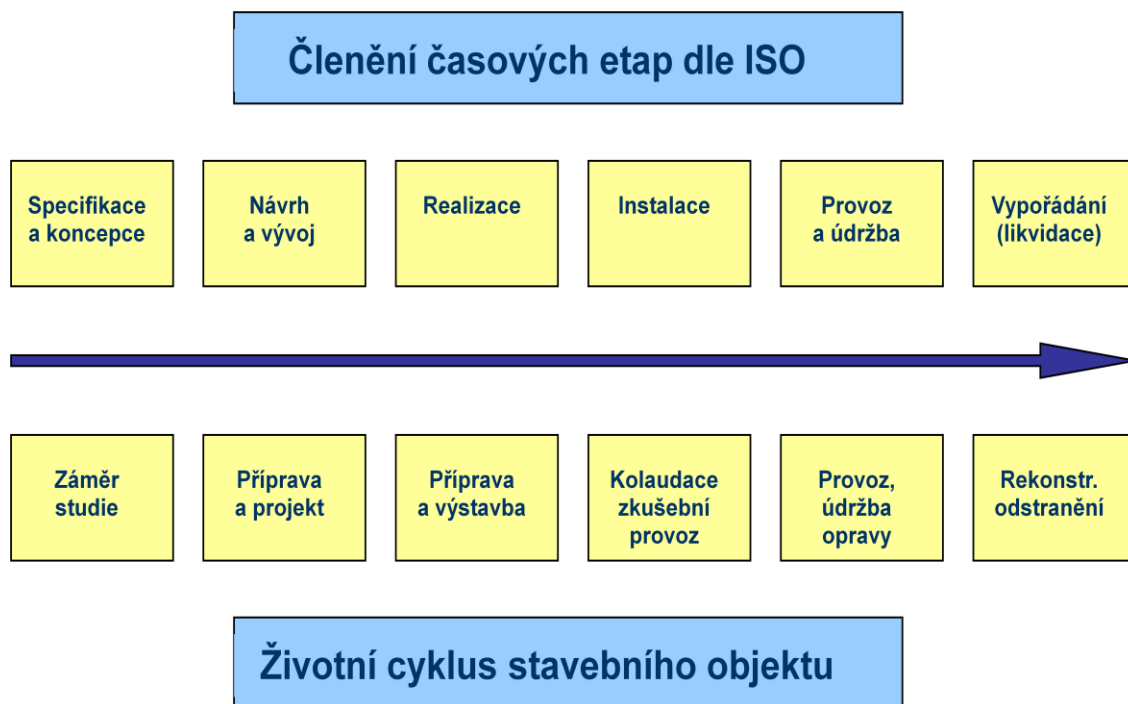 Členění časových etap dle ISO
Specifikace
a koncepce
Návrh
a vývoj
Realizace
Instalace
Provoz
a údržba
Vypořádání
(likvidace)
Záměr
studie
Příprava
a projekt
Příprava
a výstavba
Kolaudace
zkušební
provoz
Provoz,
údržba
opravy
Rekonstr.
odstranění
Životní cyklus stavebního objektu